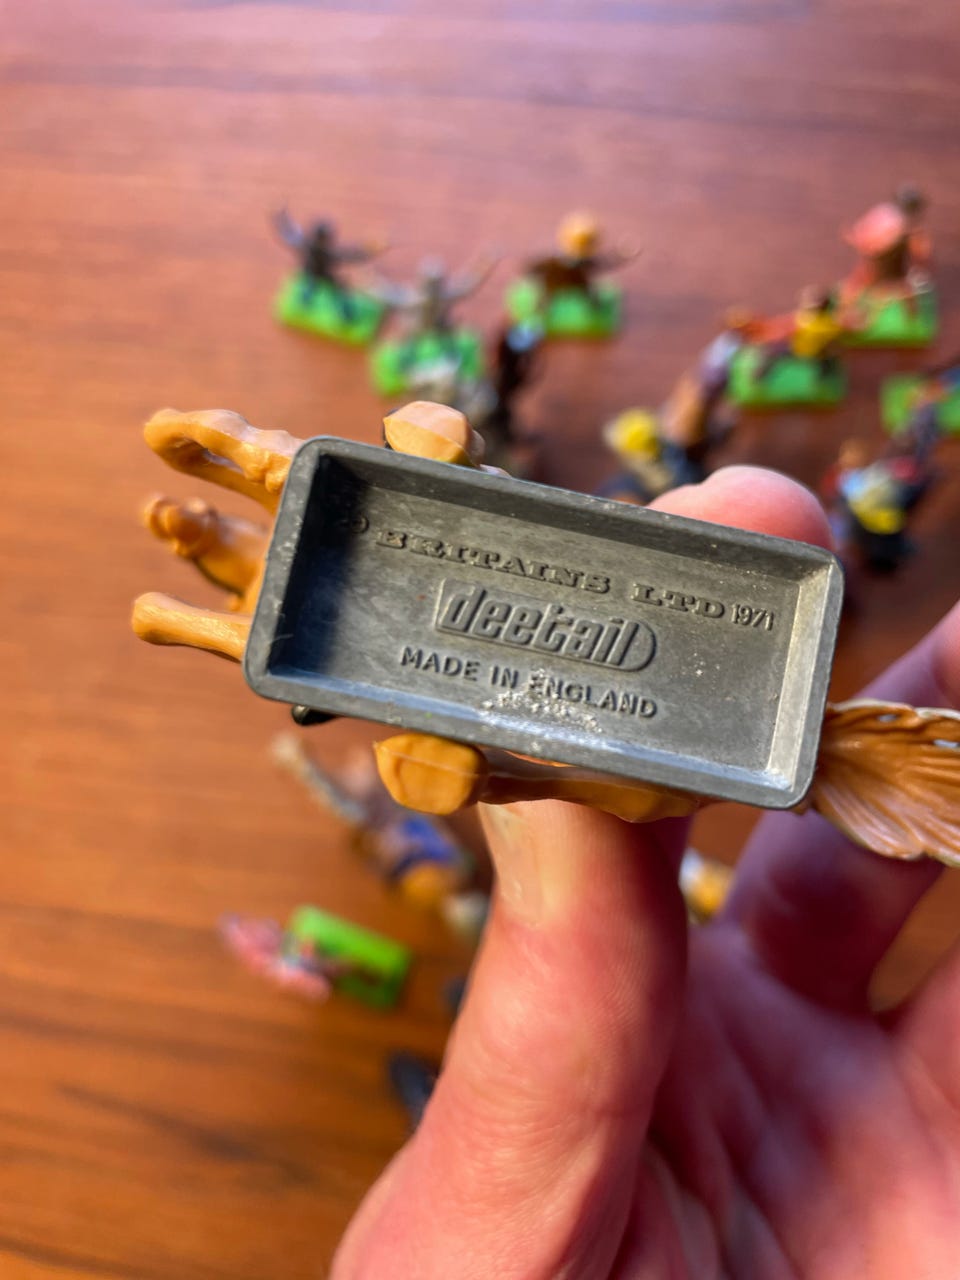 © BRITAINS LTD 1971
deetail
MADE IN ENGLAND